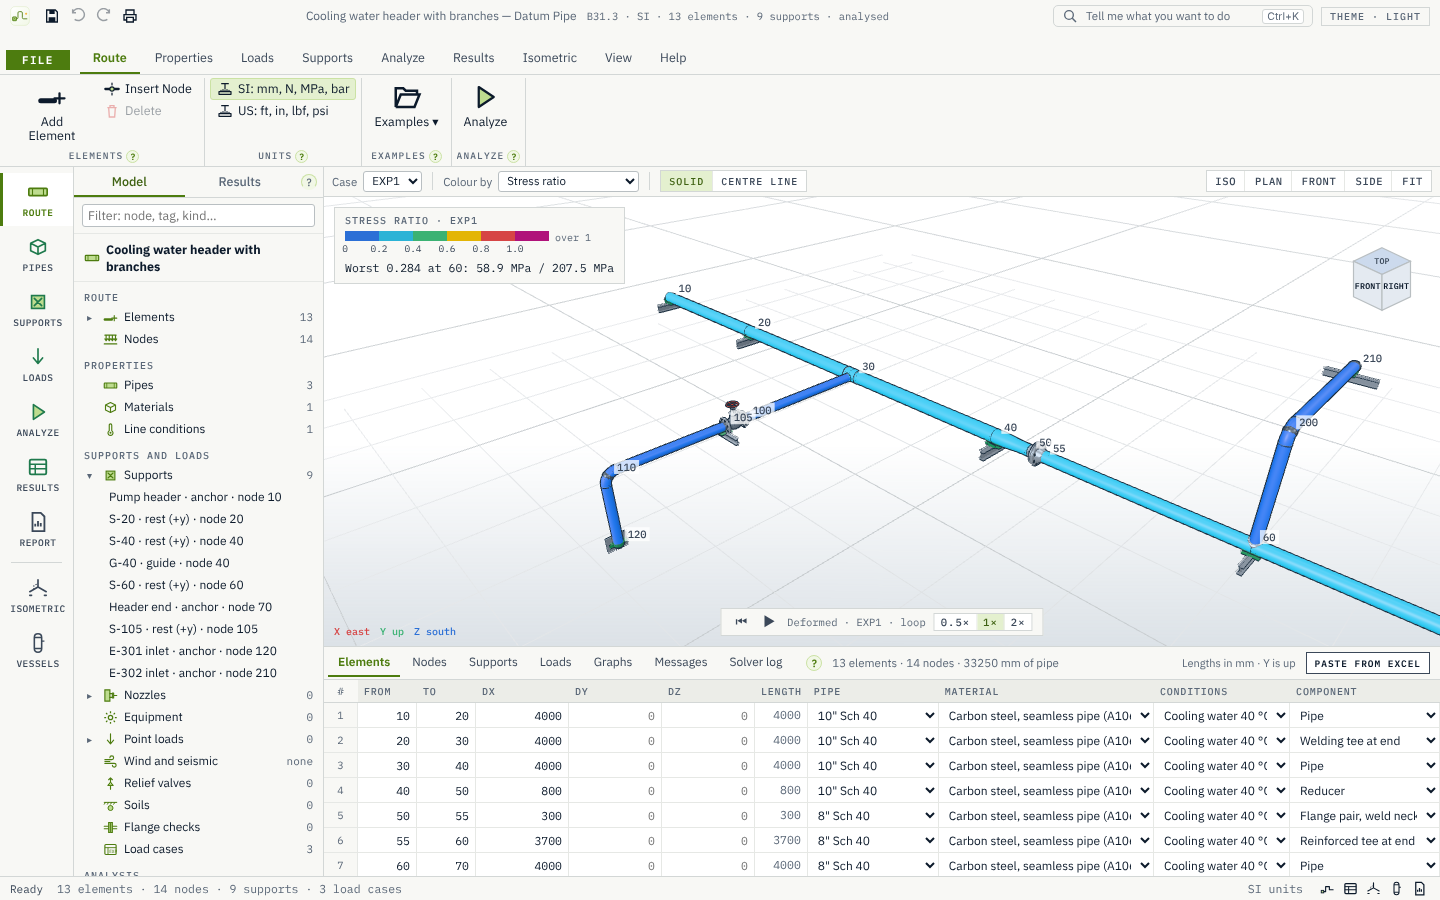 Cooling water header with branches — Datum Pipe B31.3 · SI · 13 elements · 9 supports · analysed
Tell me what you want to do Ctrl+K
THEME · LIGHT
FILE Route Properties Loads Supports Analyze Results Isometric View Help
Add Element
Insert Node
Delete
ELEMENTS ?
SI: mm, N, MPa, bar
US: ft, in, lbf, psi
UNITS ?
Examples ▾
EXAMPLES ?
Analyze
ANALYZE ?
ROUTE
PIPES
SUPPORTS
LOADS
ANALYZE
RESULTS
REPORT
ISOMETRIC
VESSELS
Model Results ?
Filter: node, tag, kind...
Cooling water header with
branches
ROUTE
Elements 13
Nodes 14
PROPERTIES
Pipes 3
Materials 1
Line conditions 1
SUPPORTS AND LOADS
Supports 9
Pump header · anchor · node 10
S-20 · rest (+y) · node 20
S-40 · rest (+y) · node 40
G-40 · guide · node 40
S-60 · rest (+y) · node 60
Header end · anchor · node 70
S-105 · rest (+y) · node 105
E-301 inlet · anchor · node 120
E-302 inlet · anchor · node 210
Nozzles 0
Equipment 0
Point loads 0
Wind and seismic none
Relief valves 0
Soils 0
Flange checks 0
Load cases 3
Case EXP1 Colour by Stress ratio SOLID CENTRE LINE ISO PLAN FRONT SIDE FIT
STRESS RATIO · EXP1
over 1
0 0.2 0.4 0.6 0.8 1.0
Worst 0.284 at 60: 58.9 MPa / 207.5 MPa
TOP
FRONT RIGHT
10
20
30
210
100
105
200
40
50
55
110
120
60
X east Y up Z south
Deformed · EXP1 · loop 0.5× 1× 2×
Elements Nodes Supports Loads Graphs Messages Solver log ? 13 elements · 14 nodes · 33250 mm of pipe Lengths in mm · Y is up PASTE FROM EXCEL
# FROM TO DX DY DZ LENGTH PIPE MATERIAL CONDITIONS COMPONENT
1 10 20 4000 0 0 4000 10" Sch 40 Carbon steel, seamless pipe (A106 Cooling water 40 °C Pipe
2 20 30 4000 0 0 4000 10" Sch 40 Carbon steel, seamless pipe (A106 Cooling water 40 °C Welding tee at end
3 30 40 4000 0 0 4000 10" Sch 40 Carbon steel, seamless pipe (A106 Cooling water 40 °C Pipe
4 40 50 800 0 0 800 10" Sch 40 Carbon steel, seamless pipe (A106 Cooling water 40 °C Reducer
5 50 55 300 0 0 300 8" Sch 40 Carbon steel, seamless pipe (A106 Cooling water 40 °C Flange pair, weld neck
6 55 60 3700 0 0 3700 8" Sch 40 Carbon steel, seamless pipe (A106 Cooling water 40 °C Reinforced tee at end
7 60 70 4000 0 0 4000 8" Sch 40 Carbon steel, seamless pipe (A106 Cooling water 40 °C Pipe
Ready 13 elements · 14 nodes · 9 supports · 3 load cases SI units